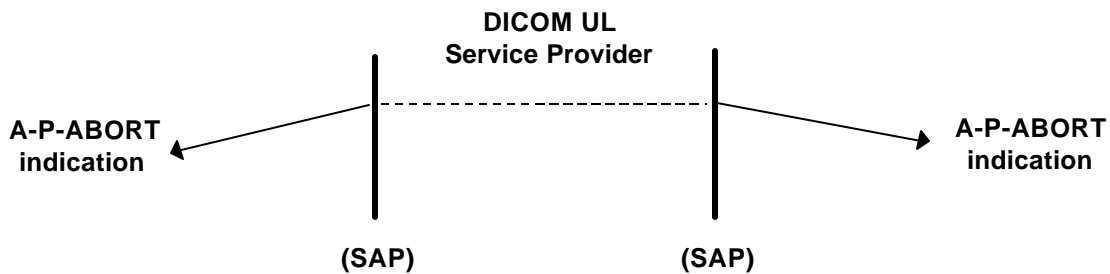 DICOM UL
Service Provider
A-P-ABORT
indication
A-P-ABORT
indication
(SAP)
(SAP)